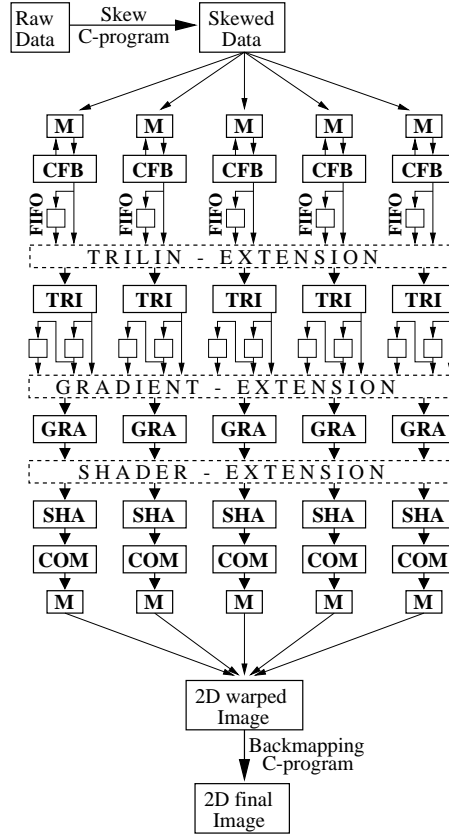 Raw Data
Skew C-program
Skewed Data
M M M M M
CFB CFB CFB CFB CFB
FIFO FIFO FIFO FIFO FIFO
TRILIN - EXTENSION
TRI TRI TRI TRI TRI
GRADIENT - EXTENSION
GRA GRA GRA GRA GRA
SHADER - EXTENSION
SHA SHA SHA SHA SHA
COM COM COM COM COM
M M M M M
2D warped
Image
Backmapping
C-program
2D final
Image